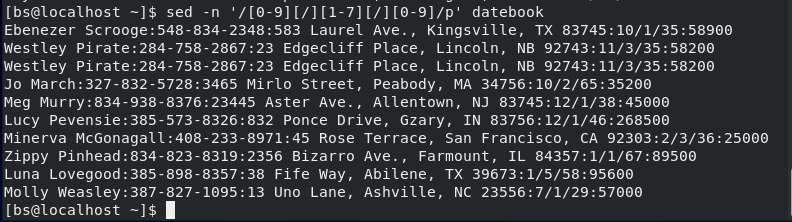 [bs@localhost ~]$ sed -n '/[0-9][/][1-7][/][0-9]/p' datebook
Ebenezer Scrooge:548-834-2348:583 Laurel Ave., Kingsville, TX 83745:10/1/35:58900
Westley Pirate:284-758-2867:23 Edgecliff Place, Lincoln, NB 92743:11/3/35:58200
Westley Pirate:284-758-2867:23 Edgecliff Place, Lincoln, NB 92743:11/3/35:58200
Jo March:327-832-5728:3465 Mirlo Street, Peabody, MA 34756:10/2/65:35200
Meg Murry:834-938-8376:23445 Aster Ave., Allentown, NJ 83745:12/1/38:45000
Lucy Pevensie:385-573-8326:832 Ponce Drive, Gzary, IN 83756:12/1/46:268500
Minerva McGonagall:408-233-8971:45 Rose Terrace, San Francisco, CA 92303:2/3/36:25000
Zippy Pinhead:834-823-8319:2356 Bizarro Ave., Farmount, IL 84357:1/1/67:89500
Luna Lovegood:385-898-8357:38 Fife Way, Abilene, TX 39673:1/5/58:95600
Molly Weasley:387-827-1095:13 Uno Lane, Ashville, NC 23556:7/1/29:57000
[bs@localhost ~]$